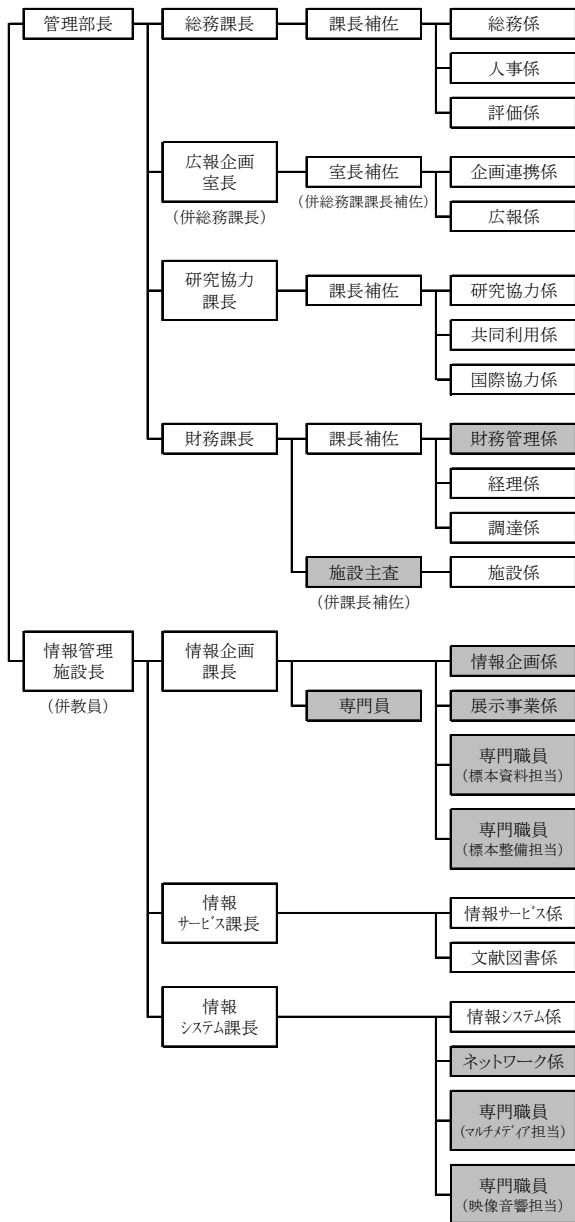 管理部長 総務課長 課長補佐 総務係
人事係
評価係
広報企画
室長
(併総務課長)
室長補佐
(併総務課課長補佐)
企画連携係
広報係
研究協力
課長
課長補佐
研究協力係
共同利用係
国際協力係
財務課長 課長補佐 財務管理係
経理係
調達係
施設主査
(併課長補佐)
施設係
情報管理
施設長
(併教員)
情報企画
課長
専門員
情報企画係
展示事業係
専門職員
(標本資料担当)
専門職員
(標本整備担当)
情報
サービス課長
情報サービス係
文献図書係
情報
システム課長
情報システム係
ネットワーク係
専門職員
(マルチメディア担当)
専門職員
(映像音響担当)